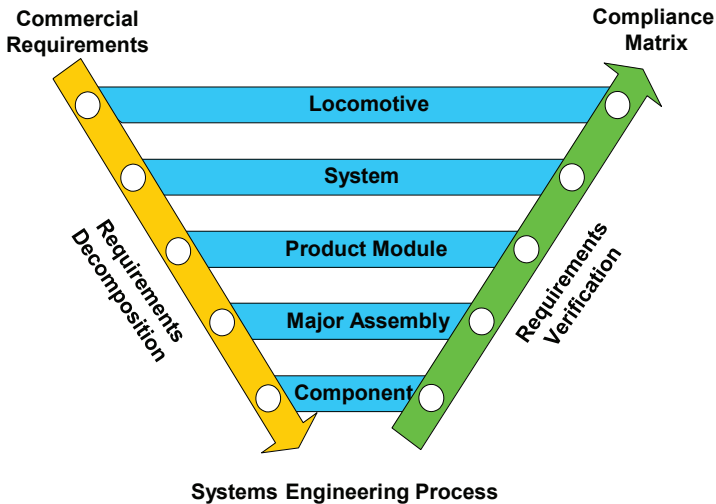 Commercial
Requirements
Compliance
Matrix
Locomotive
System
Product Module
Major Assembly
Component
Requirements
Decomposition
Requirements
Verification
Systems Engineering Process